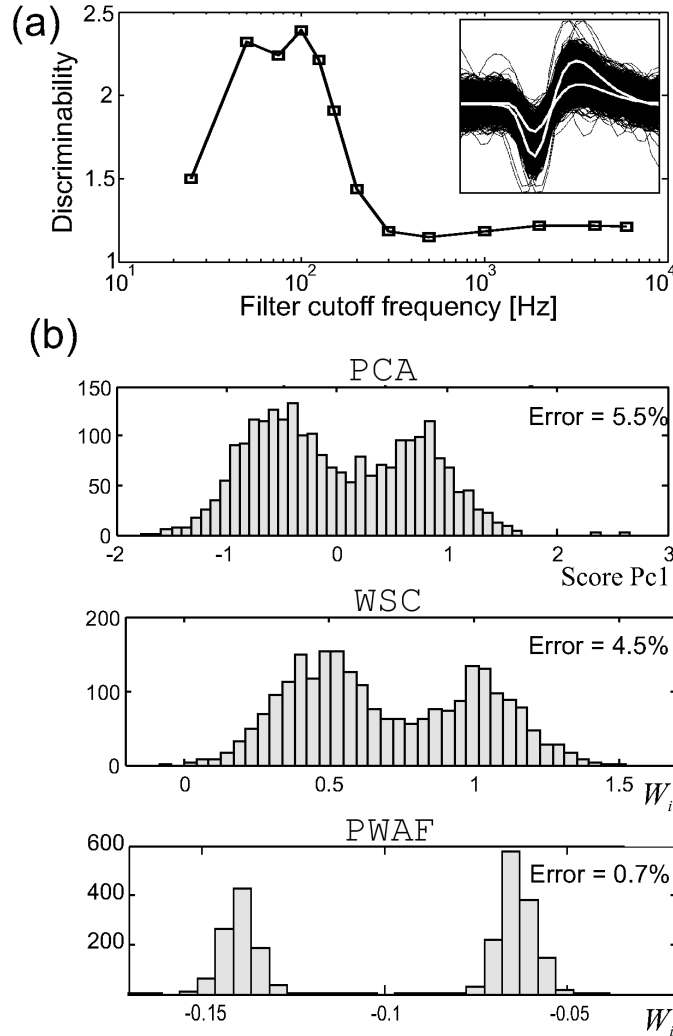 (a)
2.5
2
1.5
1
Discriminability
10^1
10^2
10^3
10^4
Filter cutoff frequency [Hz]
(b)
PCA
150
100
50
0
Error = 5.5%
-2
-1
0
1
2
3
Score Pc1
WSC
200
100
0
Error = 4.5%
0
0.5
1
1.5
W_i
PWAF
600
400
200
Error = 0.7%
-0.15
-0.1
-0.05
W_i